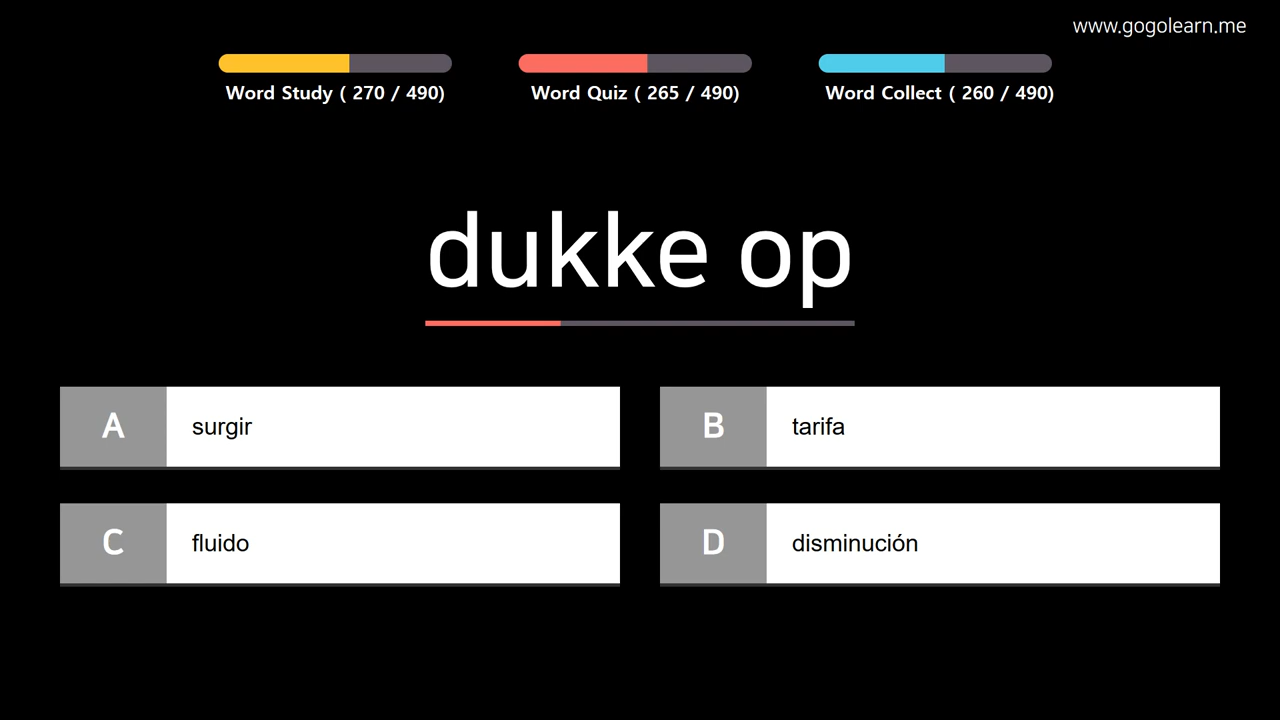 www.gogolearn.me
Word Study ( 270 / 490)
Word Quiz ( 265 / 490)
Word Collect ( 260 / 490)
dukke op
A surgir
B tarifa
C fluido
D disminución